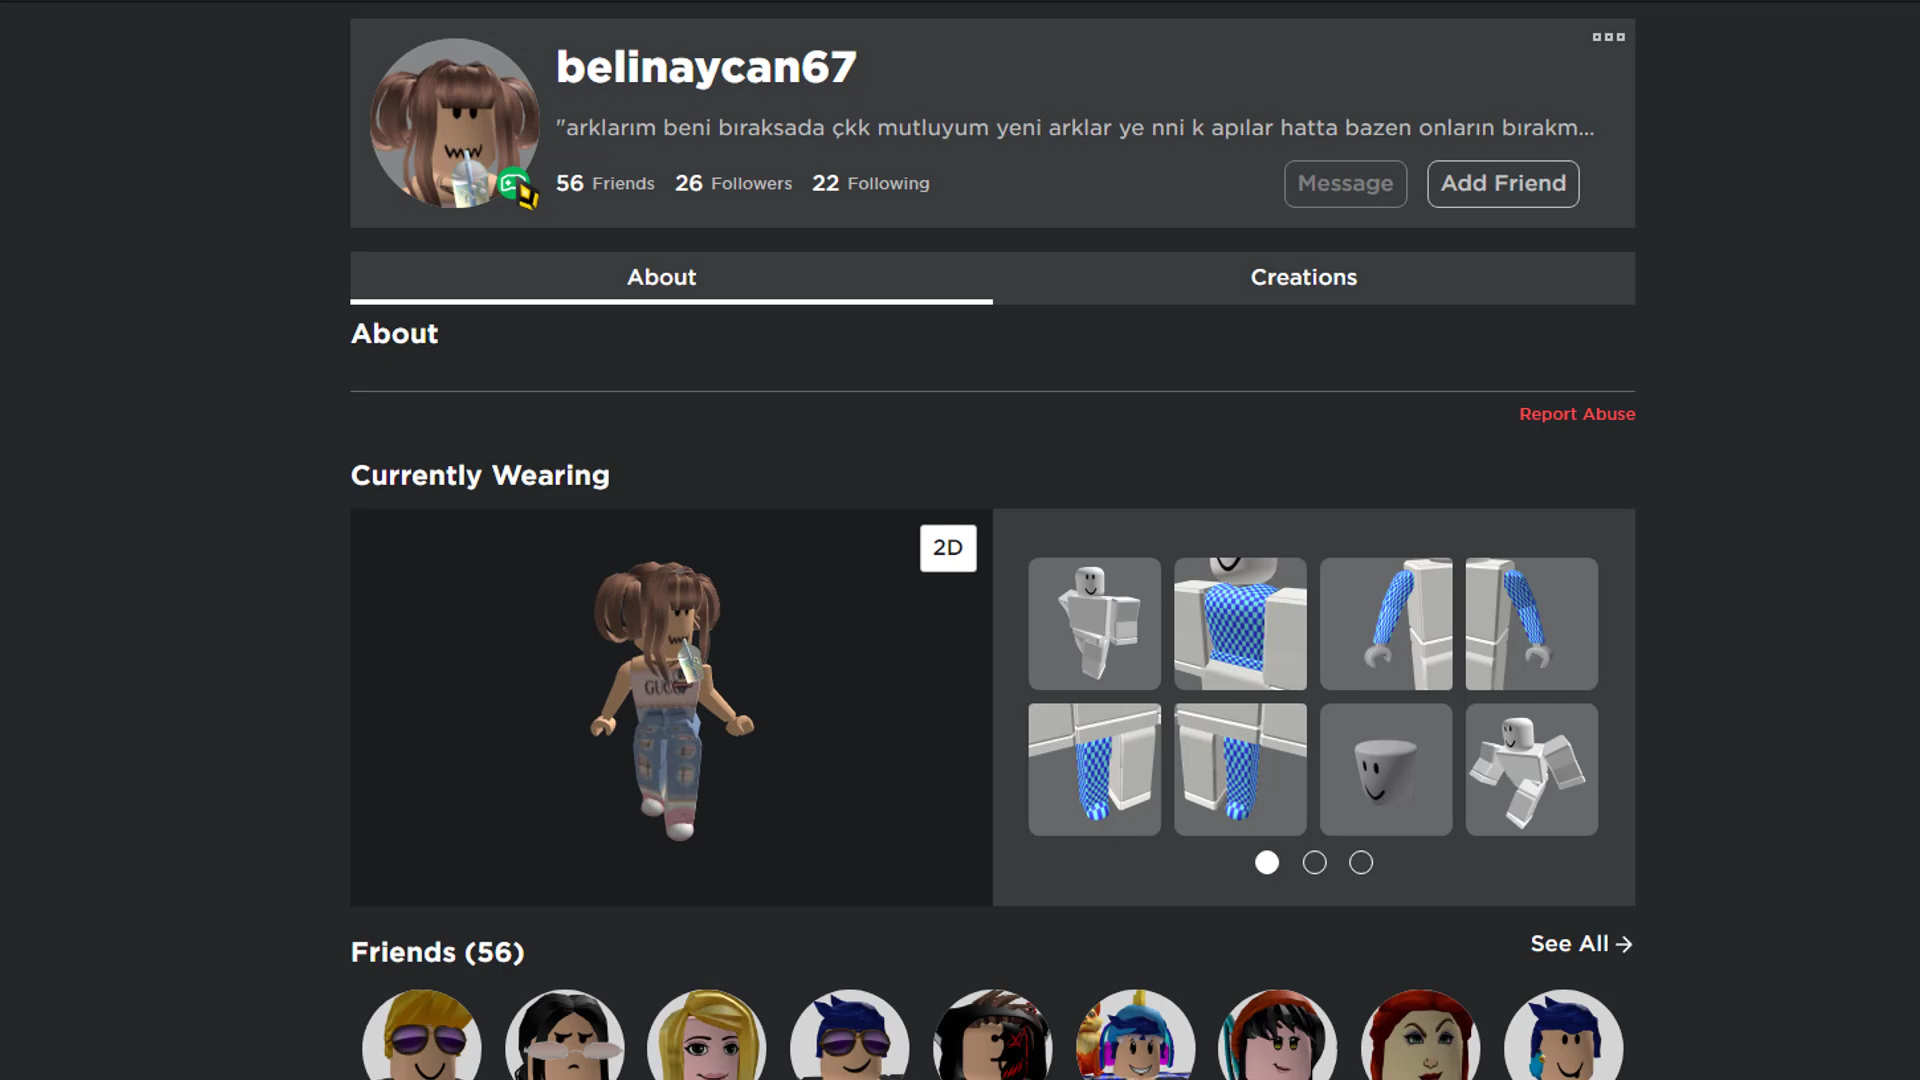 belinaycan67
"arklarım beni bıraksada çkk mutluyum yeni arklar ye nni k apılar hatta bazen onların bırakm...
56 Friends 26 Followers 22 Following
Message
Add Friend
About
Creations
About
Report Abuse
Currently Wearing
2D
GUCCI
Friends (56)
See All